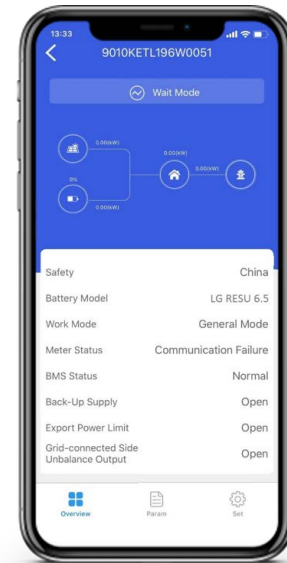 13:33
9010KETL196W0051
Wait Mode
0.00(kW)
0.00(kW)
0%
0.00(kW)
0.00(kW)
Safety China
Battery Model LG RESU 6.5
Work Mode General Mode
Meter Status Communication Failure
BMS Status Normal
Back-Up Supply Open
Export Power Limit Open
Grid-connected Side
Unbalance Output Open
Overview Param Set